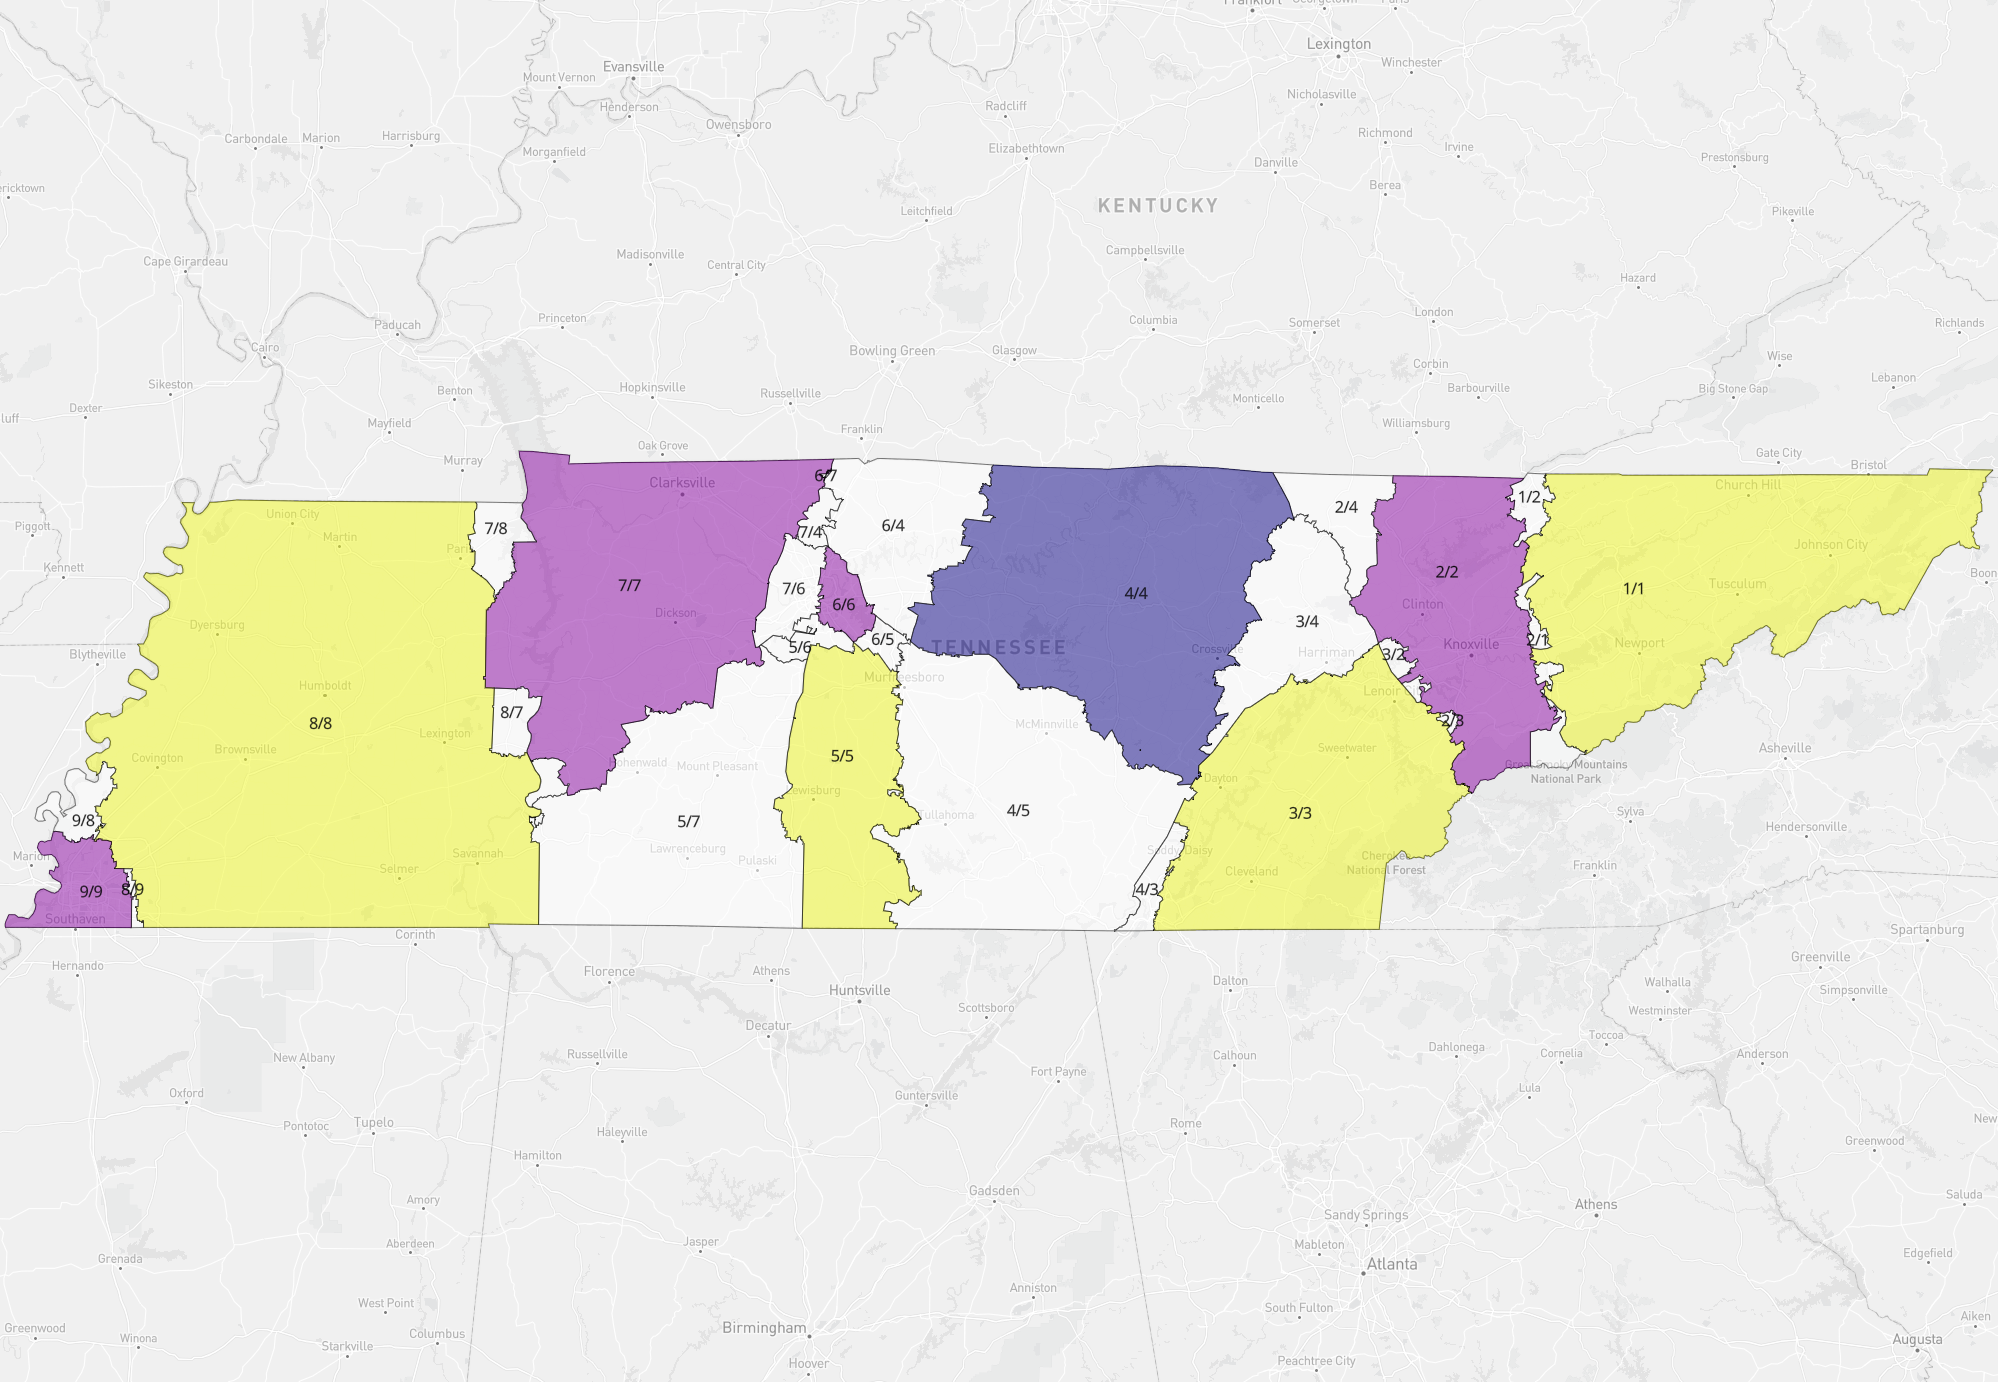 Frankfort
Georgetown
Paris
Lexington
Winchester
Evansville
Mount Vernon
Henderson
Nicholasville
Owensboro
Radcliff
Richmond
Carbondale
Marion
Harrisburg
Morganfield
Elizabethtown
Danville
Irvine
Prestonsburg
Berea
ericktown
KENTUCKY
Leitchfield
Pikeville
Cape Girardeau
Madisonville
Central City
Campbellsville
Hazard
Paducah
Princeton
Columbia
Somerset
London
Richlands
Cairo
Bowling Green
Glasgow
Wise
Corbin
Sikeston
Benton
Hopkinsville
Russellville
Barbourville
Big Stone Gap
Lebanon
Dexter
Monticello
luff
Mayfield
Franklin
Williamsburg
Oak Grove
Murray
Gate City
Bristol
6/7
Clarksville
Church Hill
1/2
Union City
7/8
2/4
Piggott
Martin
7/4
6/4
Paris
Johnson City
Kennett
2/2
Boon
7/7
7/6
4/4
1/1
Tusculum
6/6
Clinton
Dyersburg
Dickson
3/4
5/6
6/5
TENNESSEE
Crossville
Harriman
3/2
Knoxville
2/1
Newport
Blytheville
Murfreesboro
Humboldt
Lenoir
8/8
8/7
McMinnville
2/3
Covington
Brownsville
Lexington
5/5
Sweetwater
Asheville
Hohenwald
Mount Pleasant
Great Smoky Mountains
National Park
Dayton
Lewisburg
9/8
5/7
Tullahoma
4/5
3/3
Sylva
Hendersonville
Marion
Savannah
Lawrenceburg
Pulaski
Soddy-Daisy
Cherokee
National Forest
Franklin
Selmer
Cleveland
9/9
8/9
4/3
Southaven
Corinth
Spartanburg
Hernando
Florence
Athens
Huntsville
Dalton
Greenville
Walhalla
Simpsonville
Scottsboro
Westminster
Decatur
Toccoa
New Albany
Russellville
Calhoun
Dahlonega
Cornelia
Anderson
Fort Payne
Oxford
Guntersville
Lula
Pontotoc
Tupelo
Haleyville
Rome
New
Greenwood
Hamilton
Amory
Gadsden
Athens
Saluda
Sandy Springs
Aberdeen
Jasper
Mableton
Grenada
Atlanta
Edgefield
Anniston
West Point
South Fulton
Aiken
Greenwood
Winona
Columbus
Birmingham
Augusta
Starkville
Hoover
Peachtree City